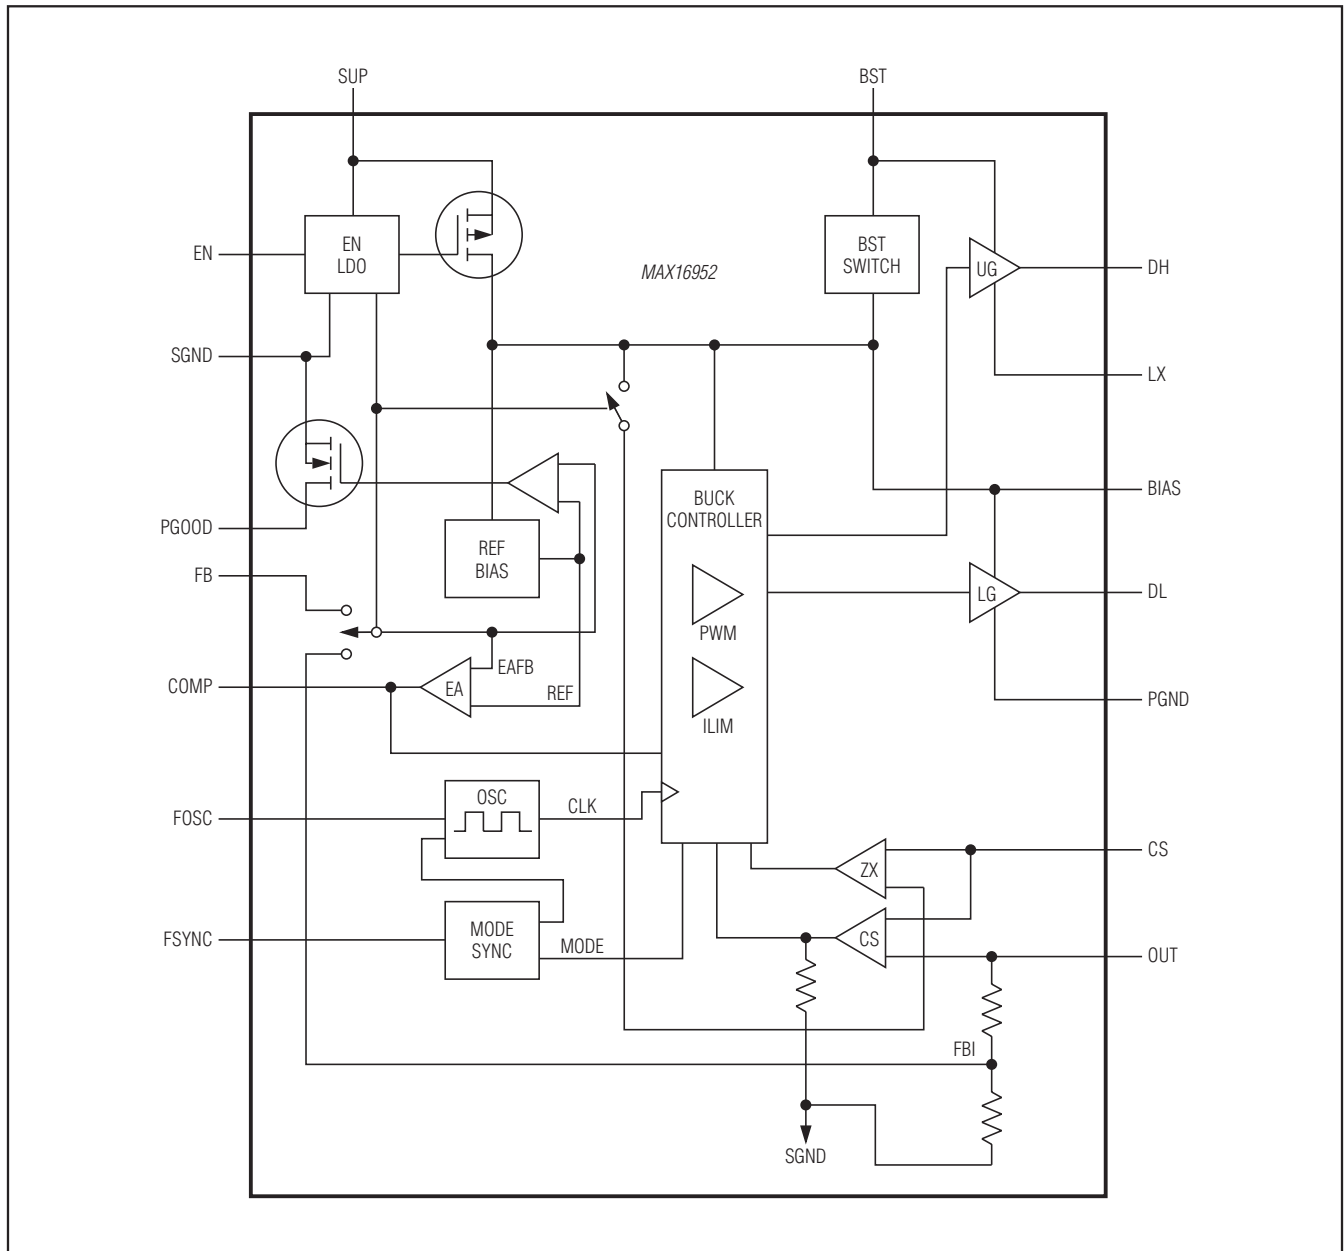 SUP
BST
EN
LDO
EN
MAX16952
BST
SWITCH
UG
DH
SGND
LX
PGOOD
BUCK
CONTROLLER
BIAS
REF
BIAS
FB
PWM
LG
DL
EAFB
COMP
EA
REF
ILIM
PGND
OSC
CLK
FOSC
ZX
CS
MODE
SYNC
FSYNC
MODE
CS
OUT
FBI
SGND